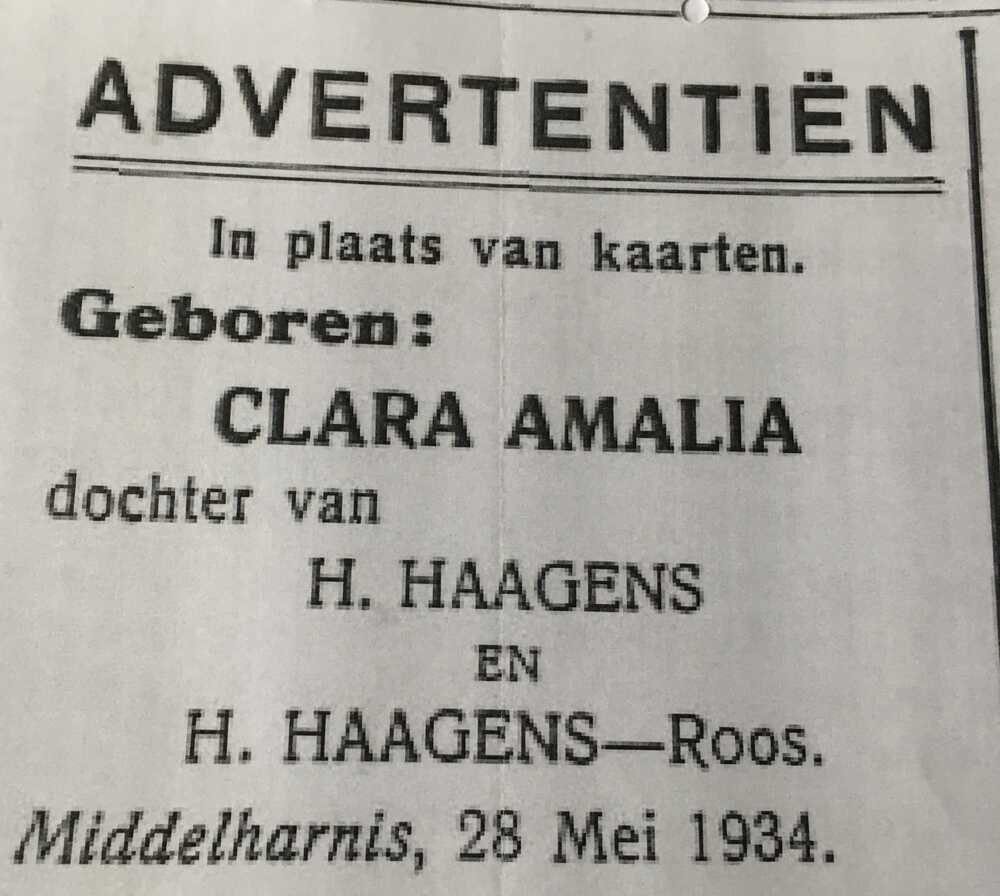 ADVERTENTIËN
In plaats van kaarten.
Geboren:
CLARA AMALIA
dochter van
H. HAAGENS
EN
H. HAAGENS—ROOS.
Middelharnis, 28 Mei 1934.